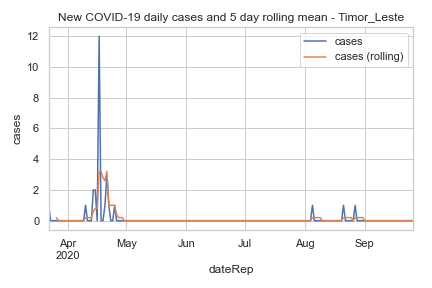 New COVID-19 daily cases and 5 day rolling mean - Timor_Leste
cases
cases (rolling)
12
10
8
6
4
2
0
cases
Apr
2020
May
Jun
Jul
Aug
Sep
dateRep